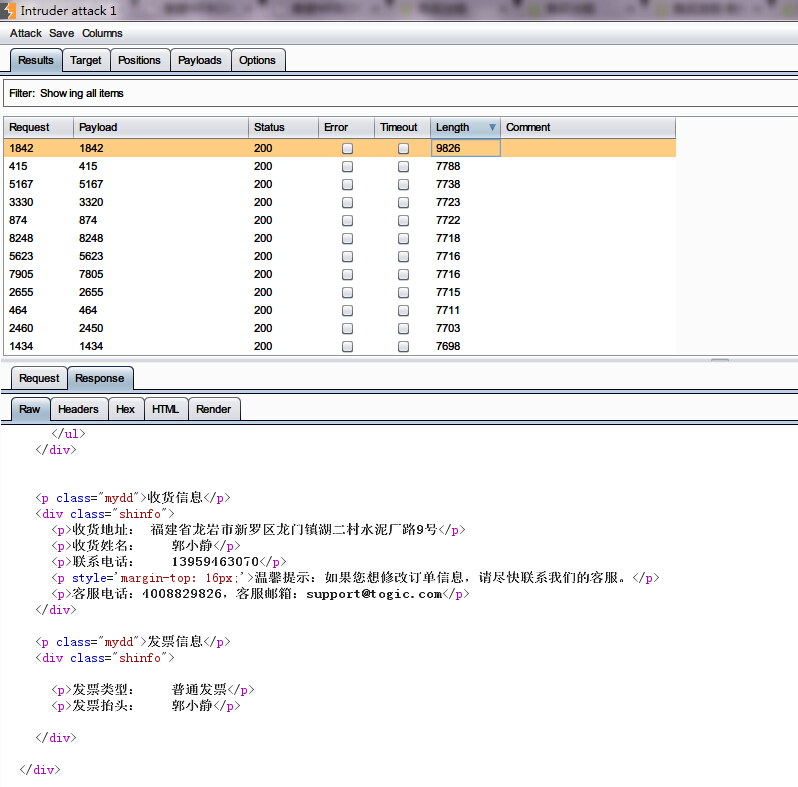 Intruder attack 1
Attack Save Columns
Results Target Positions Payloads Options
Filter: Showing all items
Request Payload Status Error Timeout Length Comment
1842 1842 200 9826
415 415 200 7788
5167 5167 200 7738
3330 3320 200 7723
874 874 200 7722
8248 8248 200 7718
5623 5623 200 7716
7905 7805 200 7716
2655 2655 200 7715
464 464 200 7711
2460 2450 200 7703
1434 1434 200 7698
Request Response
Raw Headers Hex HTML Render
</ul>
</div>
<p class="mydd">收货信息</p>
<div class="shinfo">
<p>收货地址： 福建省龙岩市新罗区龙门镇湖二村水泥厂路9号</p>
<p>收货姓名： 郭小静</p>
<p>联系电话： 13959463070</p>
<p style='margin-top: 16px;'>温馨提示：如果您想修改订单信息，请尽快联系我们的客服。</p>
<p>客服电话：4008829826，客服邮箱：support@togic.com</p>
</div>
<p class="mydd">发票信息</p>
<div class="shinfo">
<p>发票类型： 普通发票</p>
<p>发票抬头： 郭小静</p>
</div>
</div>